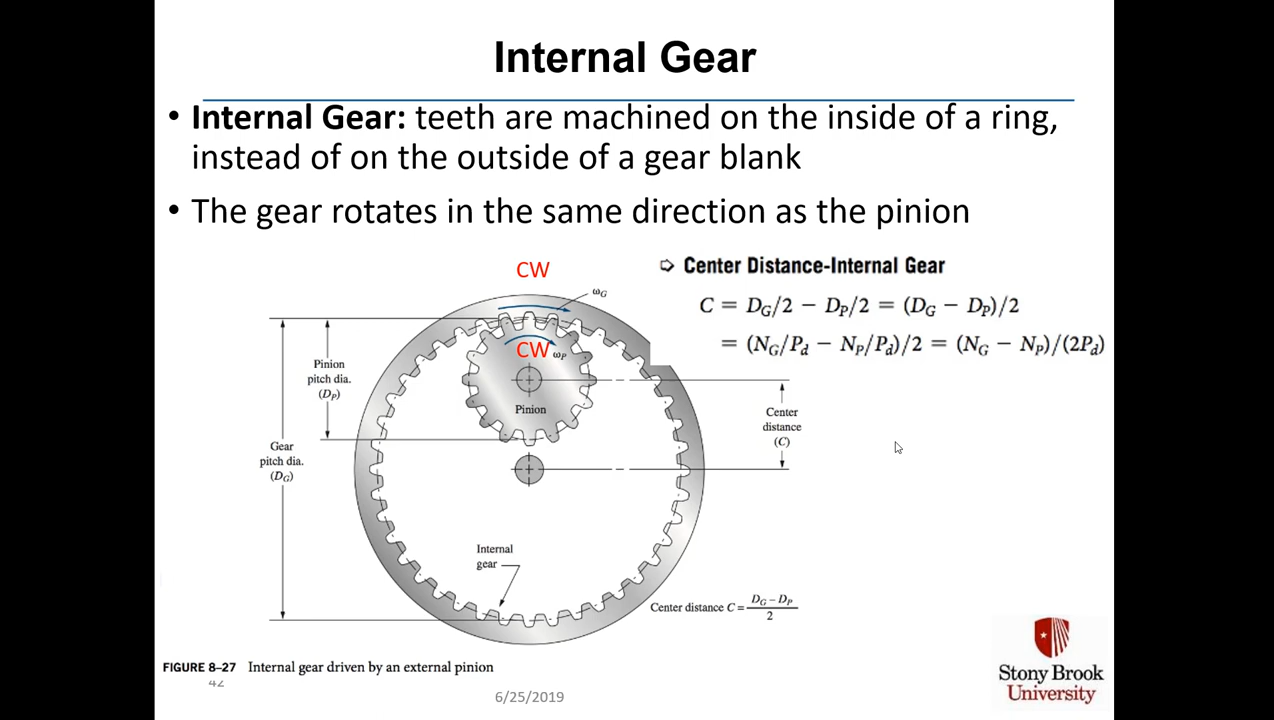 Internal Gear
• Internal Gear: teeth are machined on the inside of a ring,
instead of on the outside of a gear blank
• The gear rotates in the same direction as the pinion
CW
ω_G
CW ω_P
Pinion
Pinion
pitch dia.
(D_P)
Gear
pitch dia.
(D_G)
Internal
gear
⇨ Center Distance-Internal Gear
C = D_G/2 − D_P/2 = (D_G − D_P)/2
= (N_G/P_d − N_P/P_d)/2 = (N_G − N_P)/(2P_d)
Center
distance
(C)
Center distance C = (D_G − D_P)/2
FIGURE 8–27 Internal gear driven by an external pinion
42
6/25/2019
Stony Brook
University